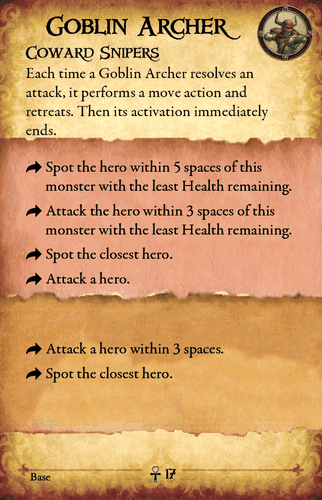 Goblin Archer
Coward Snipers
Each time a Goblin Archer resolves an
attack, it performs a move action and
retreats. Then its activation immediately
ends.
Spot the hero within 5 spaces of this
monster with the least Health remaining.
Attack the hero within 3 spaces of this
monster with the least Health remaining.
Spot the closest hero.
Attack a hero.
Attack a hero within 3 spaces.
Spot the closest hero.
Base
17